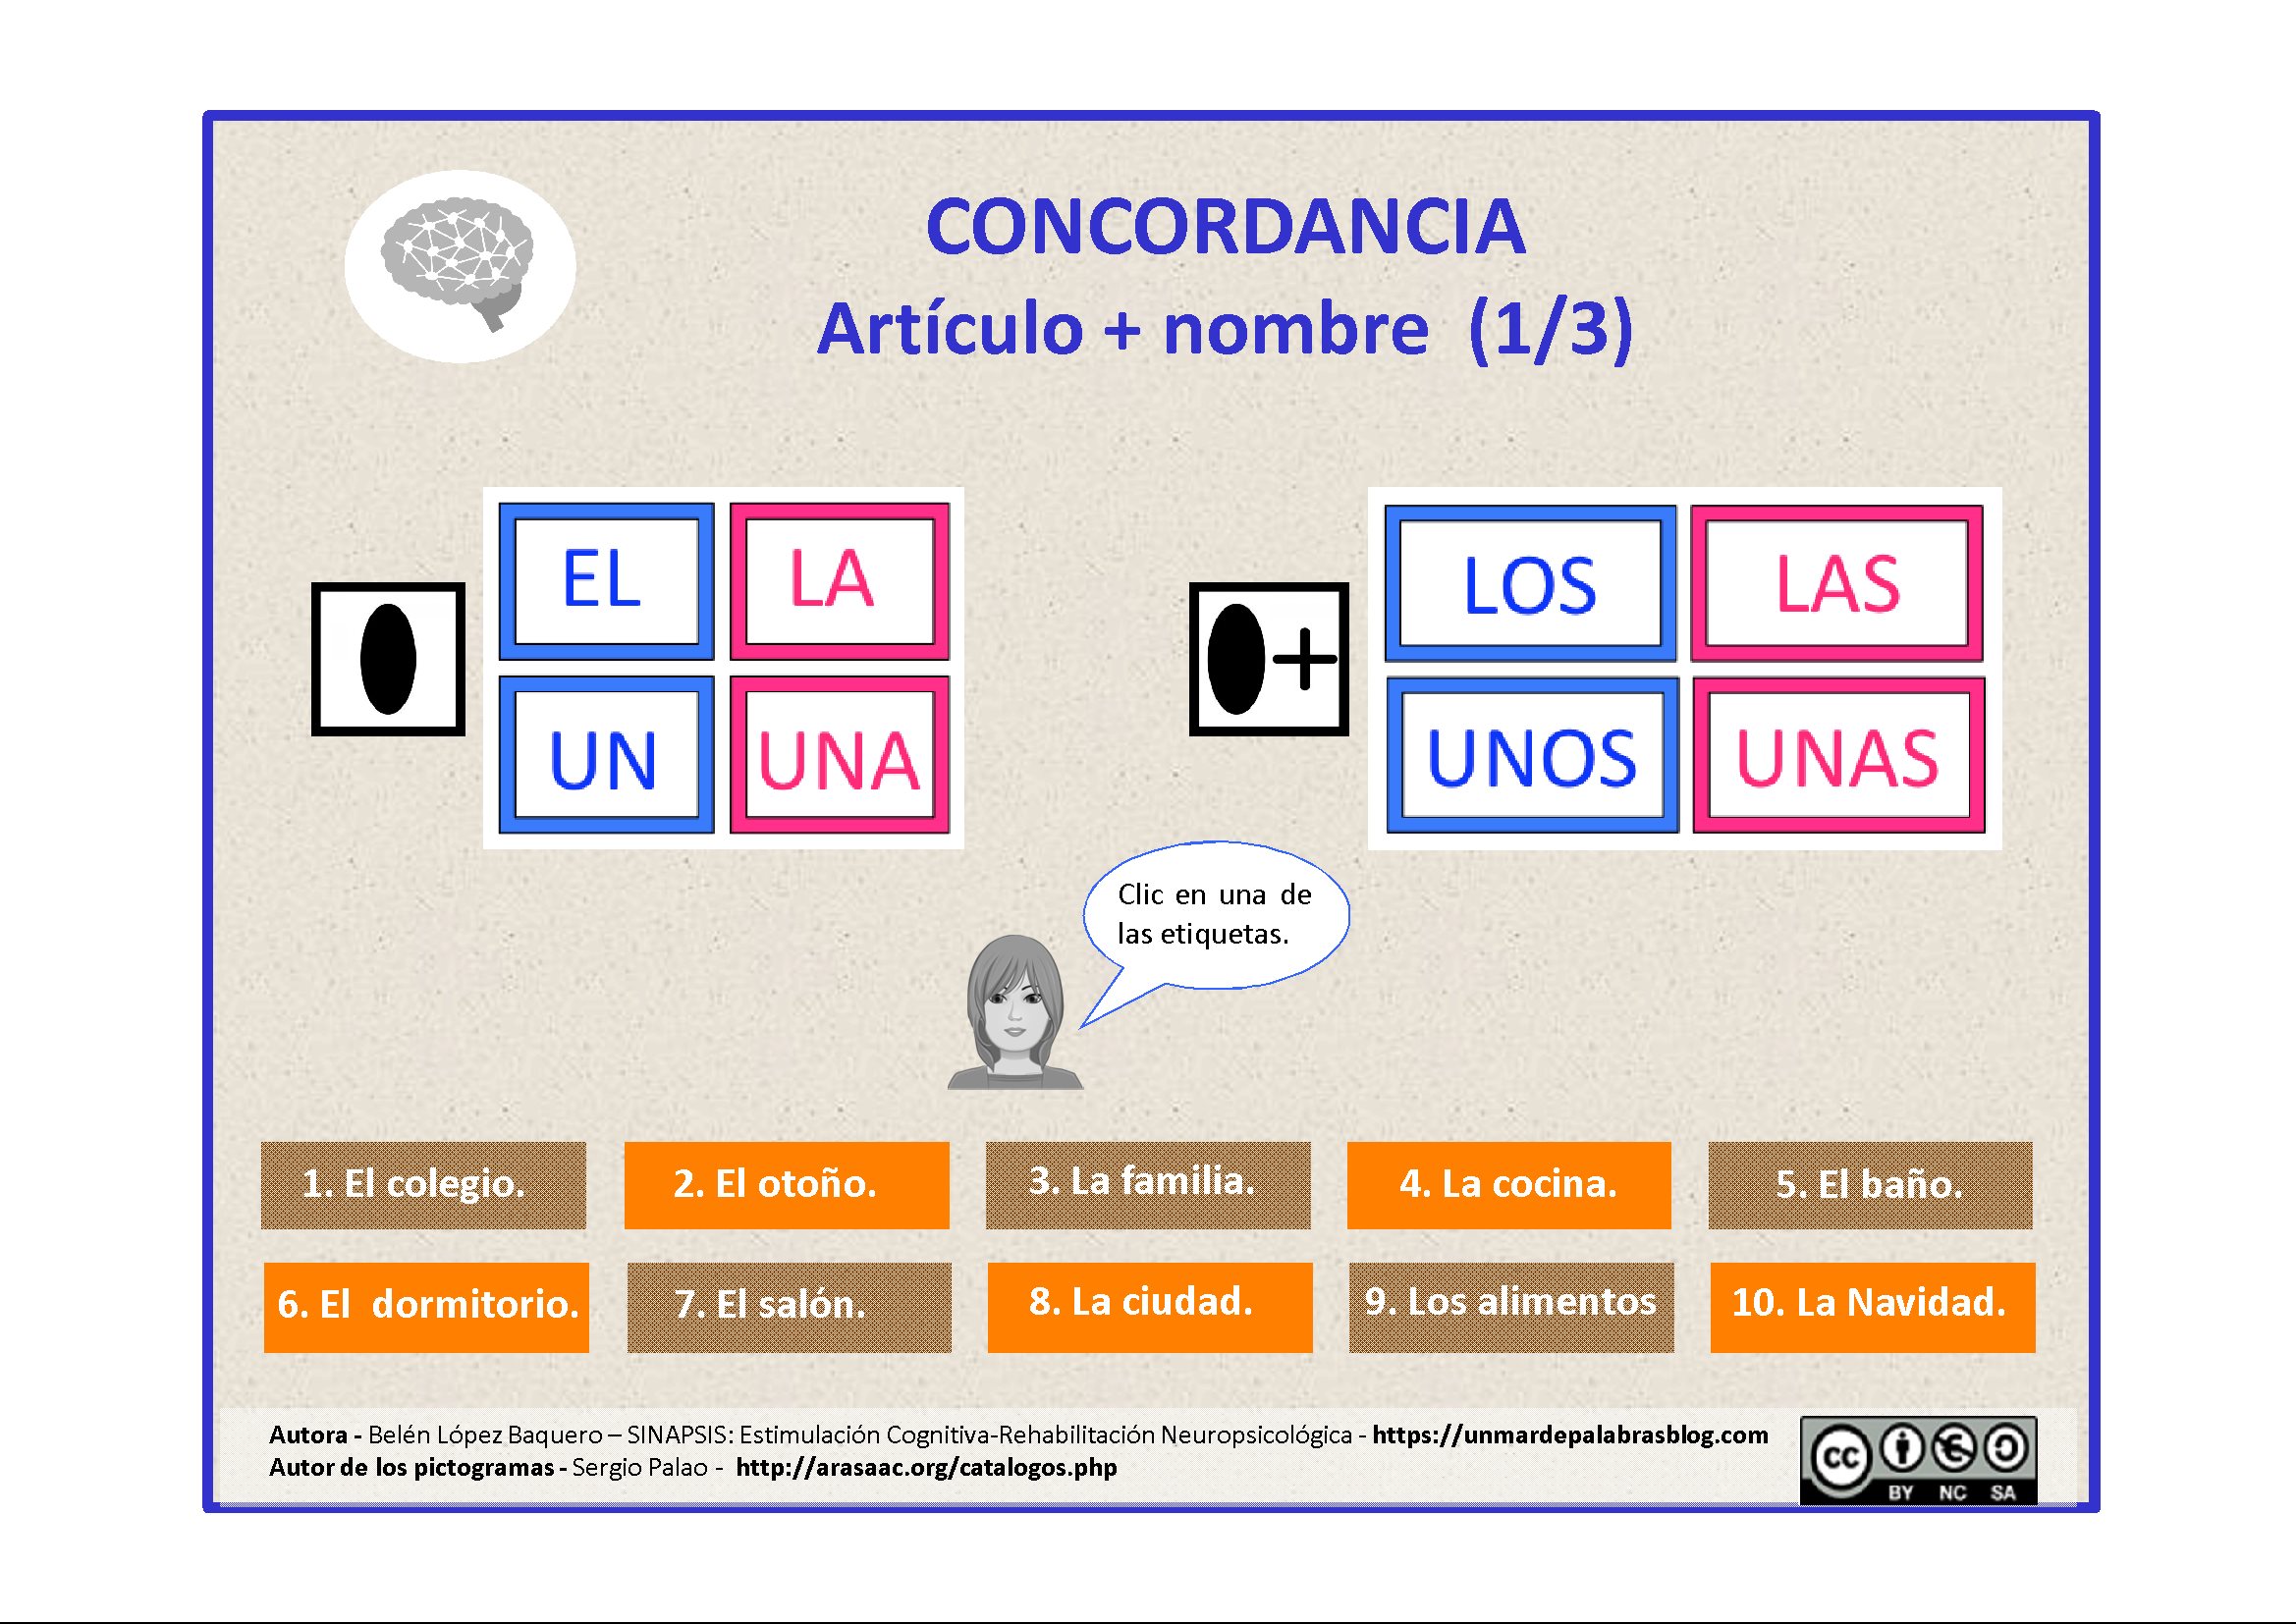 CONCORDANCIA
Artículo + nombre (1/3)
EL
LA
UN
UNA
LOS
LAS
UNOS
UNAS
Clic en una de
las etiquetas.
1. El colegio.
2. El otoño.
3. La familia.
4. La cocina.
5. El baño.
6. El dormitorio.
7. El salón.
8. La ciudad.
9. Los alimentos
10. La Navidad.
Autora - Belén López Baquero – SINAPSIS: Estimulación Cognitiva-Rehabilitación Neuropsicológica - https://unmardepalabrasblog.com
Autor de los pictogramas - Sergio Palao - http://arasaac.org/catalogos.php
cc
BY NC SA